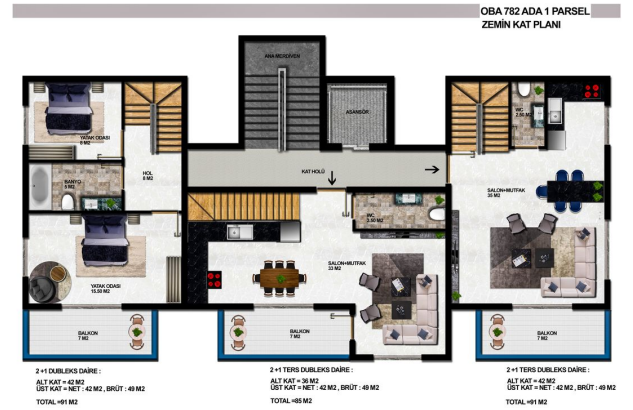 OBA 782 ADA 1 PARSEL
ZEMİN KAT PLANI
ANA MERDİVEN
ASANSÖR
YATAK ODASI
8 M2
HOL
8 M2
BANYO
5 M2
KAT HOLÜ
WC
2.50 M2
SALON+MUTFAK
35 M2
WC
3.50 M2
SALON+MUTFAK
33 M2
YATAK ODASI
15.50 M2
BALKON
7 M2
BALKON
7 M2
BALKON
7 M2
2 +1 DUBLEKS DAİRE :
ALT KAT = 42 M2
ÜST KAT = NET : 42 M2 , BRÜT : 49 M2
TOTAL =91 M2
2 +1 TERS DUBLEKS DAİRE :
ALT KAT = 36 M2
ÜST KAT = NET : 42 M2 , BRÜT : 49 M2
TOTAL =85 M2
2 +1 TERS DUBLEKS DAİRE :
ALT KAT = 42 M2
ÜST KAT = NET : 42 M2 , BRÜT : 49 M2
TOTAL =91 M2